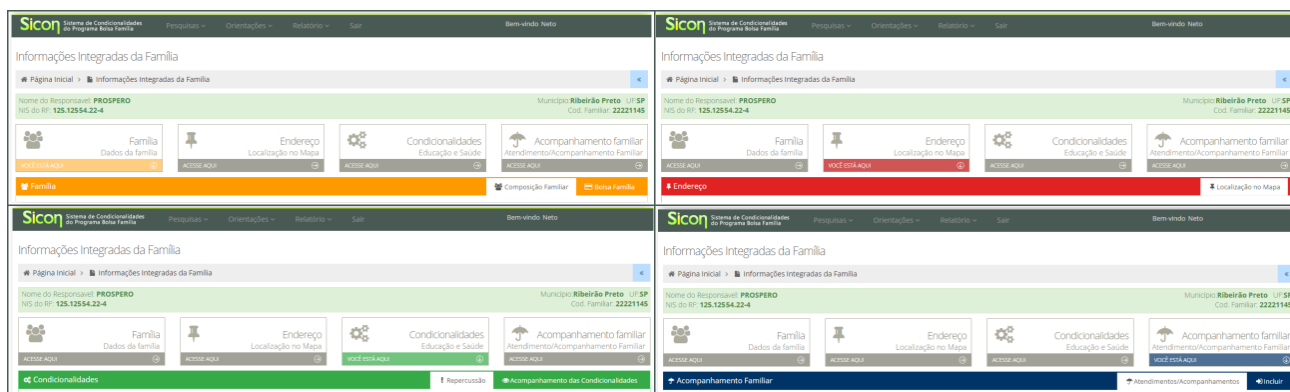 Sicon Sistema de Condicionalidades do Programa Bolsa Família Pesquisas Orientações Relatório Sair Bem-vindo Neto
Informações Integradas da Família
Página Inicial > Informações Integradas da Família «
Nome do Responsavel: PROSPERO Município:Ribeirão Preto UF:SP
NIS do RF: 125.12554.22-4 Cod. Familiar: 22221145
Família Endereço Condicionalidades Acompanhamento familiar
Dados da família Localização no Mapa Educação e Saúde Atendimento/Acompanhamento Familiar
VOCÊ ESTÁ AQUI ACESSE AQUI ACESSE AQUI ACESSE AQUI
Família Composição Familiar Bolsa Família
Sicon Sistema de Condicionalidades do Programa Bolsa Família Pesquisas Orientações Relatório Sair Bem-vindo Neto
Informações Integradas da Família
Página Inicial > Informações Integradas da Família «
Nome do Responsavel: PROSPERO Município:Ribeirão Preto UF:SP
NIS do RF: 125.12554.22-4 Cod. Familiar: 22221145
Família Endereço Condicionalidades Acompanhamento familiar
Dados da família Localização no Mapa Educação e Saúde Atendimento/Acompanhamento Familiar
ACESSE AQUI VOCÊ ESTÁ AQUI ACESSE AQUI ACESSE AQUI
Endereço Localização no Mapa
Sicon Sistema de Condicionalidades do Programa Bolsa Família Pesquisas Orientações Relatório Sair Bem-vindo Neto
Informações Integradas da Família
Página Inicial > Informações Integradas da Família «
Nome do Responsavel: PROSPERO Município:Ribeirão Preto UF:SP
NIS do RF: 125.12554.22-4 Cod. Familiar: 22221145
Família Endereço Condicionalidades Acompanhamento familiar
Dados da família Localização no Mapa Educação e Saúde Atendimento/Acompanhamento Familiar
ACESSE AQUI ACESSE AQUI VOCÊ ESTÁ AQUI ACESSE AQUI
Condicionalidades Repercussão Acompanhamento das Condicionalidades
Sicon Sistema de Condicionalidades do Programa Bolsa Família Pesquisas Orientações Relatório Sair Bem-vindo Neto
Informações Integradas da Família
Página Inicial > Informações Integradas da Família «
Nome do Responsavel: PROSPERO Município:Ribeirão Preto UF:SP
NIS do RF: 125.12554.22-4 Cod. Familiar: 22221145
Família Endereço Condicionalidades Acompanhamento familiar
Dados da família Localização no Mapa Educação e Saúde Atendimento/Acompanhamento Familiar
ACESSE AQUI ACESSE AQUI ACESSE AQUI VOCÊ ESTÁ AQUI
Acompanhamento Familiar Atendimentos/Acompanhamentos Incluir